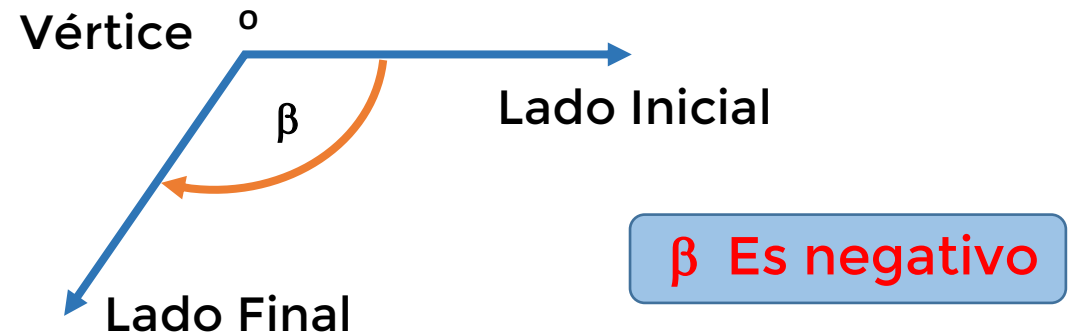 Vértice
o
β
Lado Inicial
β Es negativo
Lado Final